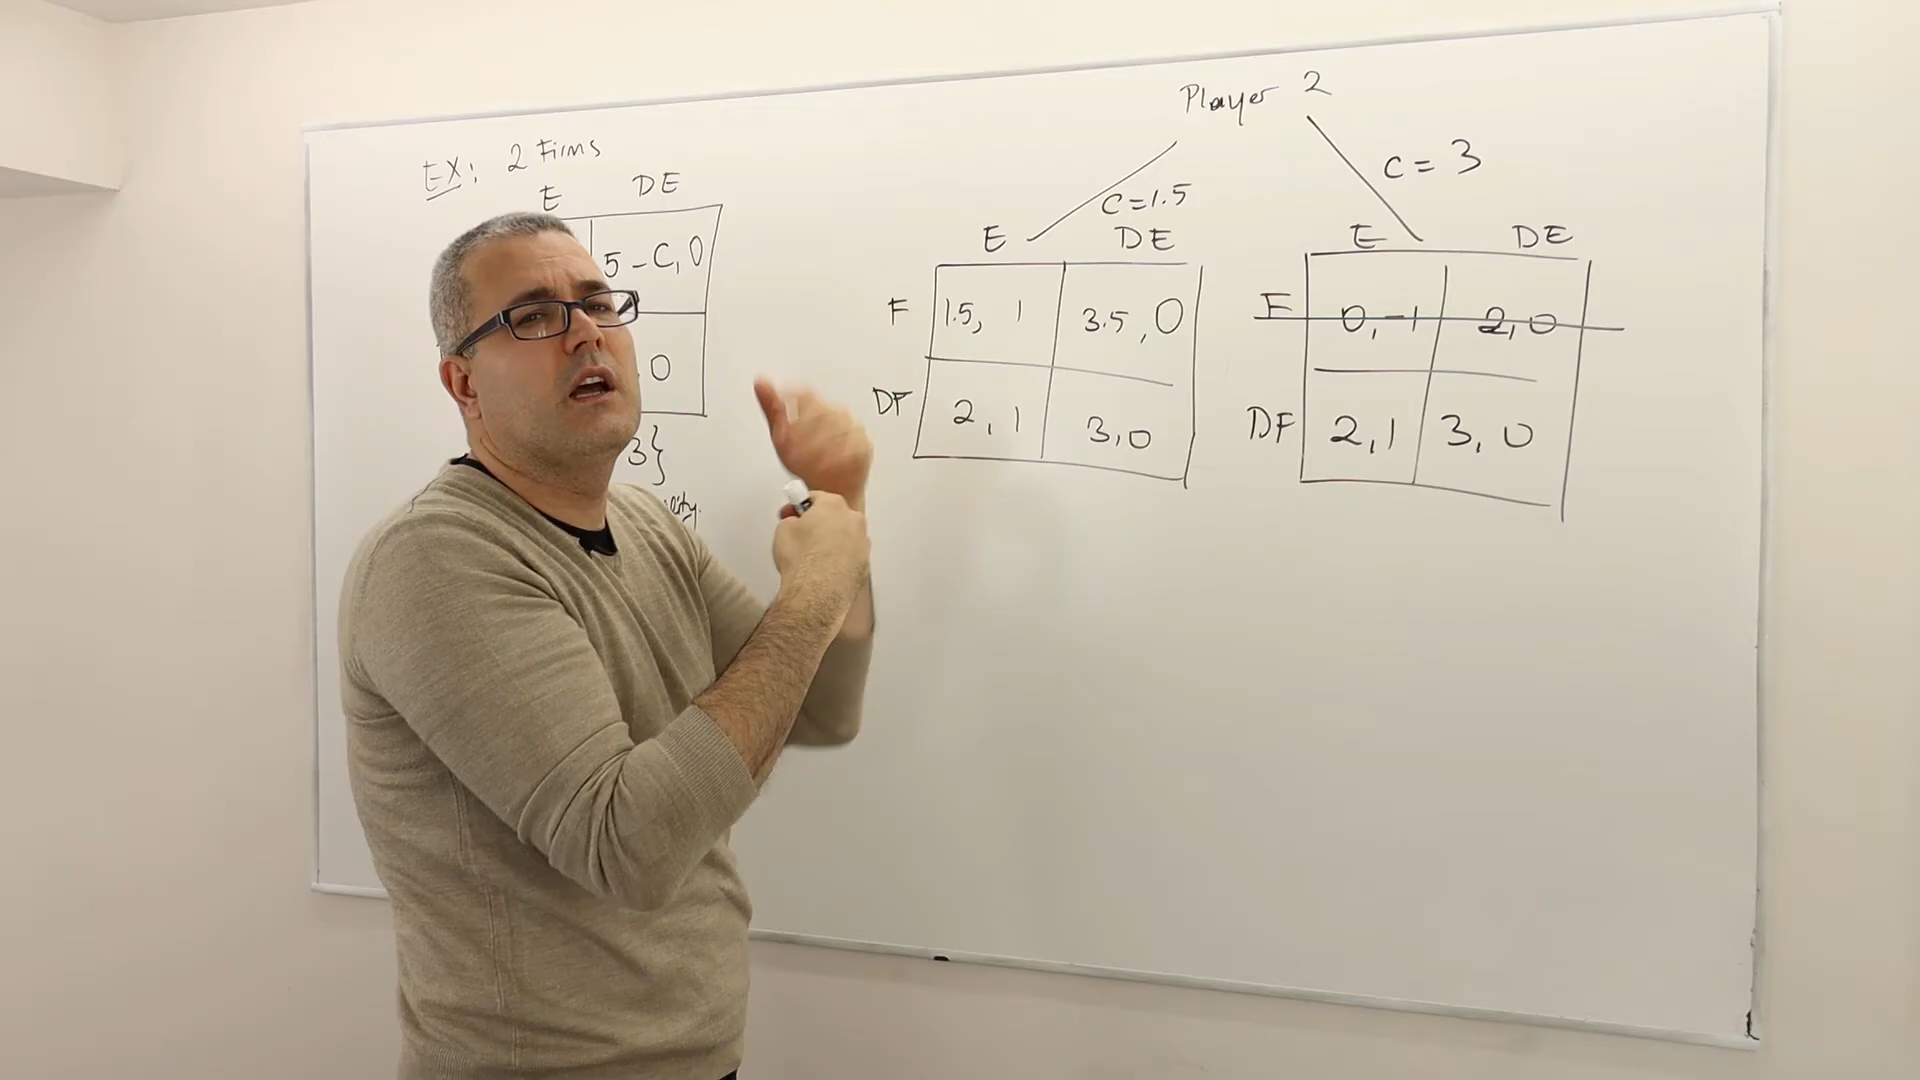 EX: 2 Firms
E DE
5-C, 0
0
3}
Player 2
C=1.5
C=3
E DE
F 1.5, 1 3.5, 0
DF 2, 1 3, 0
E DE
F 0, -1 2, 0
DF 2, 1 3, 0